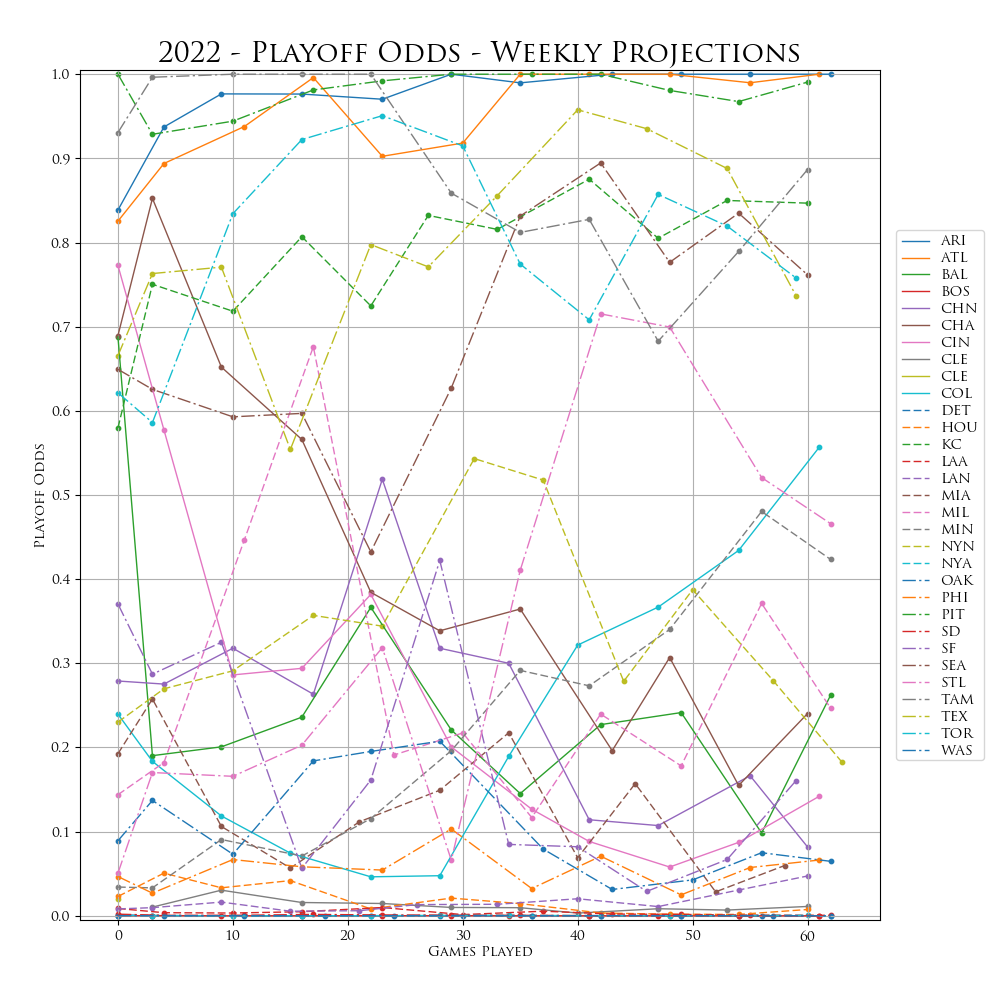 2022 - Playoff Odds - Weekly Projections
1.0
0.9
0.8
0.7
0.6
0.5
0.4
0.3
0.2
0.1
0.0
Playoff Odds
0 10 20 30 40 50 60
Games Played
ARI
ATL
BAL
BOS
CHN
CHA
CIN
CLE
CLE
COL
DET
HOU
KC
LAA
LAN
MIA
MIL
MIN
NYN
NYA
OAK
PHI
PIT
SD
SF
SEA
STL
TAM
TEX
TOR
WAS